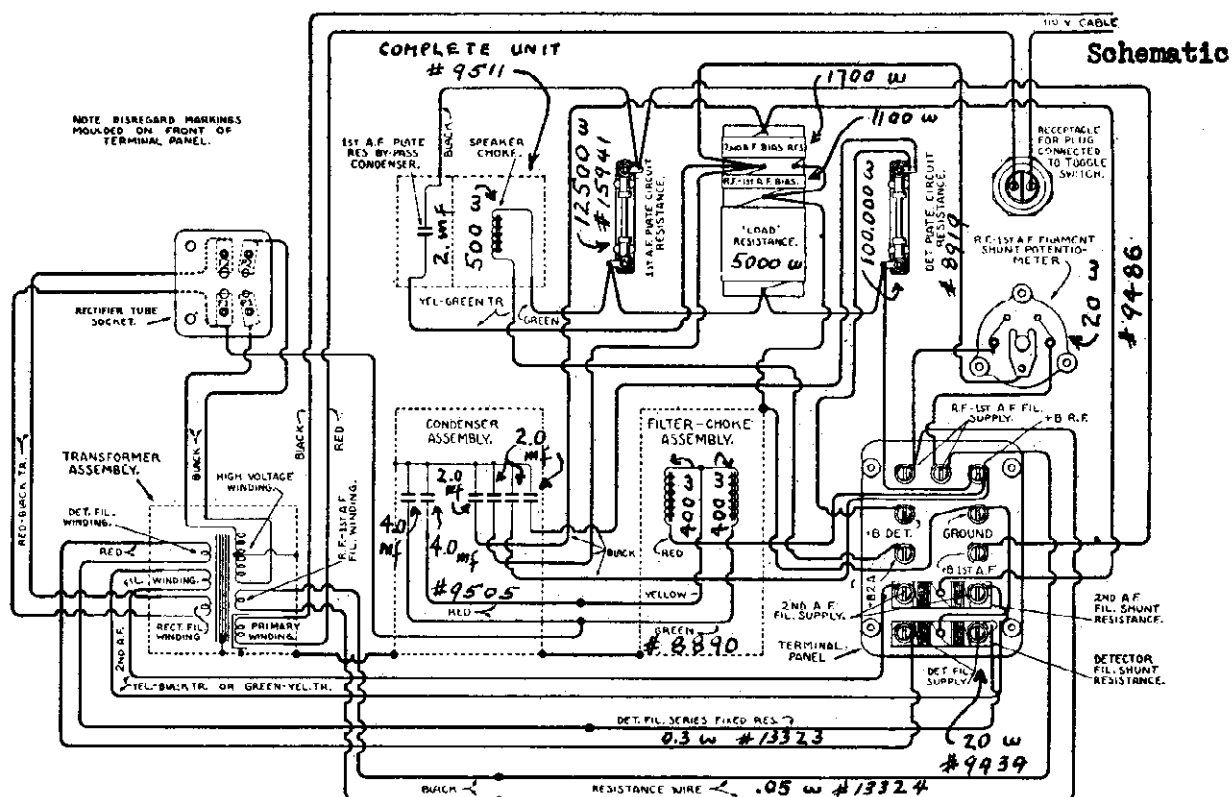 110 V CABLE
Schematic
COMPLETE UNIT
#9511
1700 ω
1100 ω
NOTE DISREGARD MARKINGS
MOULDED ON FRONT OF
TERMINAL PANEL.
1ST A.F. PLATE
RES BY-PASS
CONDENSER.
BLACK
SPEAKER
CHOKE.
2. mf
500 ω
12500 ω
#15941
1ST A.F. PLATE CIRCUIT
RESISTANCE.
2ND A.F. BIAS RES.
R.F.-1ST A.F. BIAS.
"LOAD"
RESISTANCE.
5000 ω
100,000 ω
DET. PLATE CIRCUIT
RESISTANCE.
#8919
RECEPTACLE
FOR PLUG
CONNECTED
TO TOGGLE
SWITCH.
R.F.-1ST A.F. FILAMENT
SHUNT POTENTIO-
METER
20 ω
#9486
RECTIFIER TUBE
SOCKET.
YEL-GREEN TR.
GREEN
RED-BLACK TR.
BLACK
BLACK
RED
TRANSFORMER
ASSEMBLY.
HIGH VOLTAGE
WINDING.
DET. FIL.
WINDING.
R.F.-1ST A.F.
FIL. WINDING.
RED
FIL.
WINDING.
RECT. FIL.
WINDING
PRIMARY
WINDING.
2ND A.F.
YEL-BLACK TR. OR GREEN-YEL. TR.
CONDENSER
ASSEMBLY.
2.0
mf
2.0
mf
4.0
mf
4.0
mf
#9505
BLACK
RED
FILTER-CHOKE
ASSEMBLY.
400 ω
400 ω
RED
YELLOW
GREEN
#8890
R.F.-1ST A.F. FIL.
SUPPLY.
+B R.F.
+B DET.
GROUND
+B 2 A
+B 1ST A.F.
2ND A.F.
FIL. SUPPLY.
2ND A.F.
FIL. SHUNT
RESISTANCE.
TERMINAL
PANEL
DET. FIL.
SUPPLY.
DETECTOR
FIL. SHUNT
RESISTANCE.
DET. FIL. SERIES FIXED RES.
0.3 ω #13323
20 ω
#9939
BLACK
RESISTANCE WIRE
.05 ω #13324